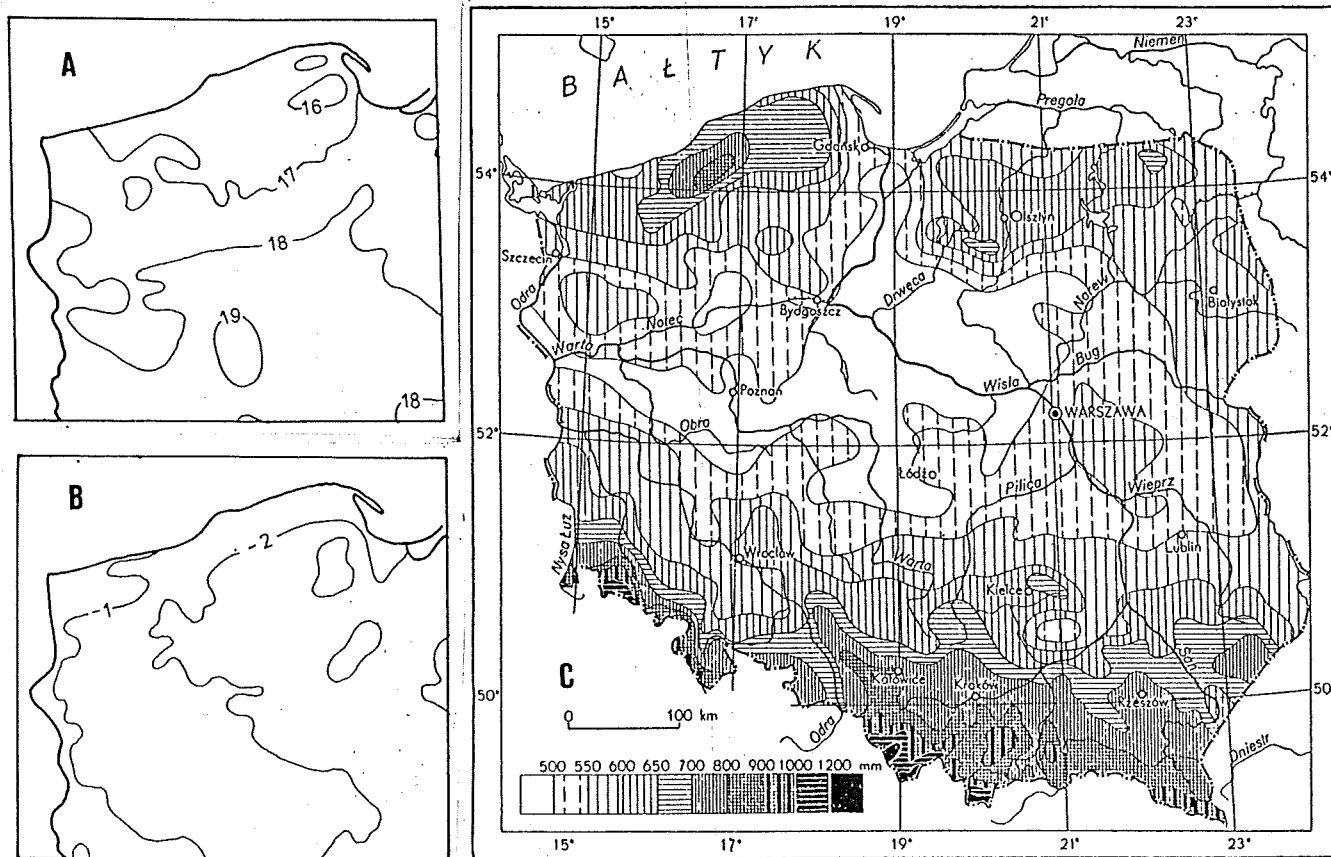 A
16
17
18
19
18
B
-2
-1
15° 17° 19° 21° 23°
BAŁTYK
Niemen
Pregoła
Gdańsk
54° 54°
Olsztyn
Szczecin
Odra
Drwęca
Narew
Białystok
Bydgoszcz
Noteć
Warta
Bug
Wisła
Poznań
WARSZAWA
52° 52°
Obra
Łódź
Pilica
Wieprz
Nysa Łuż
Wrocław
Warta
Lublin
Kielce
San
C
50° 50°
Katowice
Kraków
Rzeszów
0 100 km
Odra
Dniestr
500 550 600 650 700 800 900 1000 1200 mm
15° 17° 19° 21° 23°